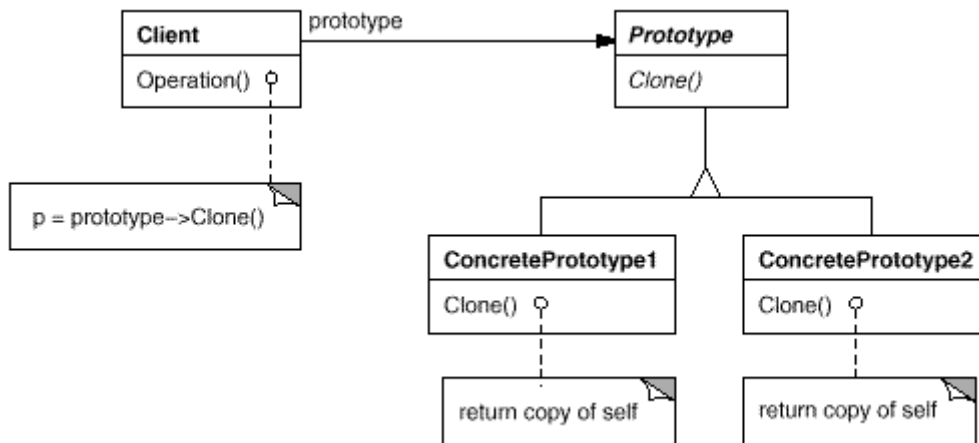 Client
prototype
Prototype
Operation()
Clone()
p = prototype->Clone()
ConcretePrototype1
ConcretePrototype2
Clone()
Clone()
return copy of self
return copy of self